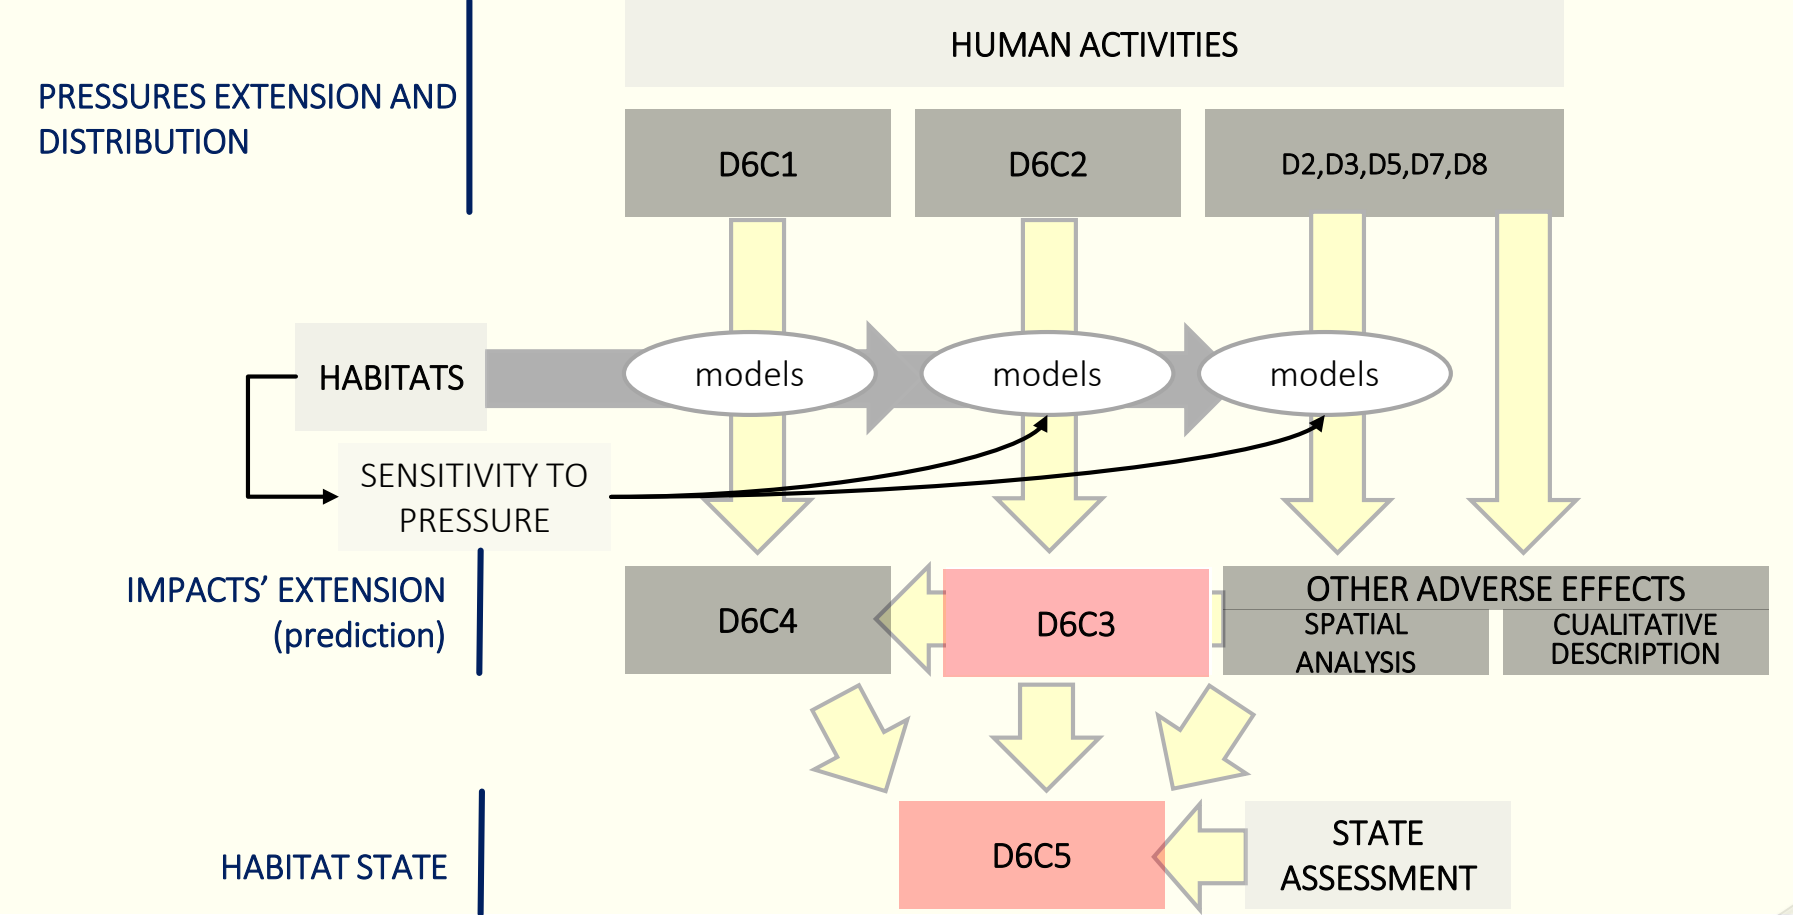 HUMAN ACTIVITIES
PRESSURES EXTENSION AND
DISTRIBUTION
D6C1
D6C2
D2,D3,D5,D7,D8
HABITATS
models
models
models
SENSITIVITY TO
PRESSURE
IMPACTS’ EXTENSION
(prediction)
D6C4
D6C3
OTHER ADVERSE EFFECTS
SPATIAL
ANALYSIS
CUALITATIVE
DESCRIPTION
HABITAT STATE
D6C5
STATE
ASSESSMENT